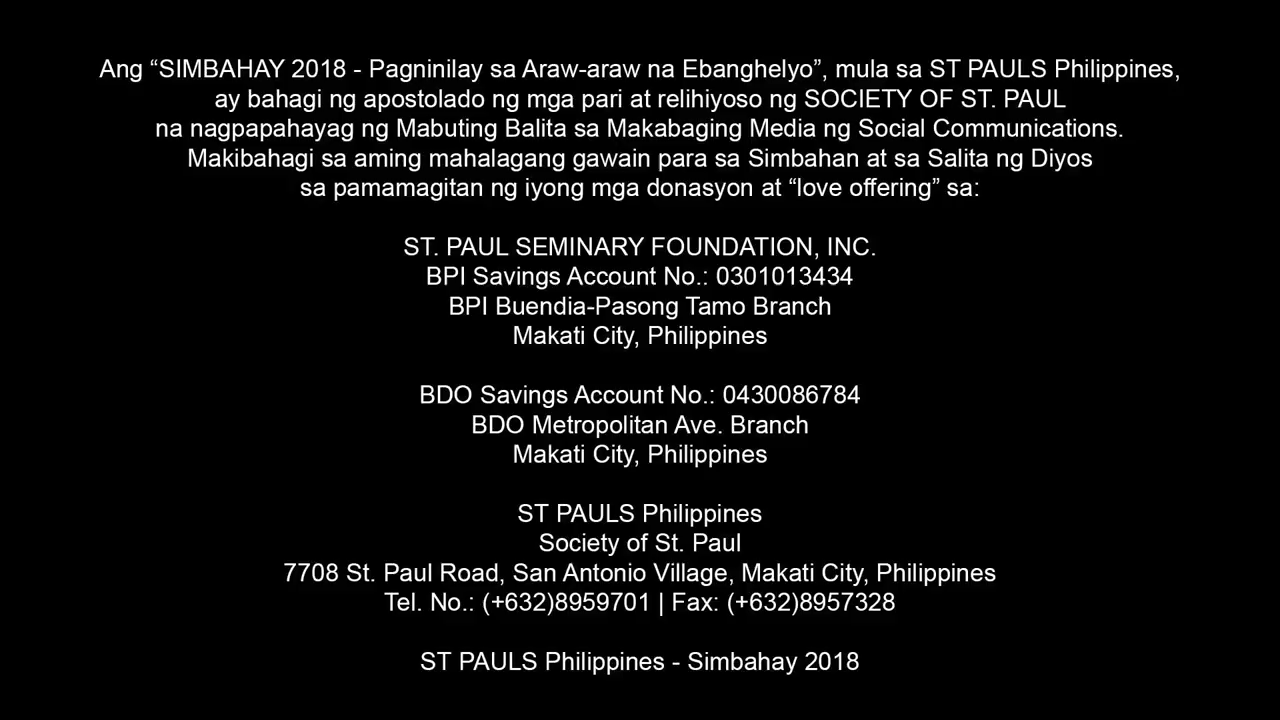 Ang “SIMBAHAY 2018 - Pagninilay sa Araw-araw na Ebanghelyo”, mula sa ST PAULS Philippines,
ay bahagi ng apostolado ng mga pari at relihiyoso ng SOCIETY OF ST. PAUL
na nagpapahayag ng Mabuting Balita sa Makabaging Media ng Social Communications.
Makibahagi sa aming mahalagang gawain para sa Simbahan at sa Salita ng Diyos
sa pamamagitan ng iyong mga donasyon at “love offering” sa:
ST. PAUL SEMINARY FOUNDATION, INC.
BPI Savings Account No.: 0301013434
BPI Buendia-Pasong Tamo Branch
Makati City, Philippines
BDO Savings Account No.: 0430086784
BDO Metropolitan Ave. Branch
Makati City, Philippines
ST PAULS Philippines
Society of St. Paul
7708 St. Paul Road, San Antonio Village, Makati City, Philippines
Tel. No.: (+632)8959701 | Fax: (+632)8957328
ST PAULS Philippines - Simbahay 2018